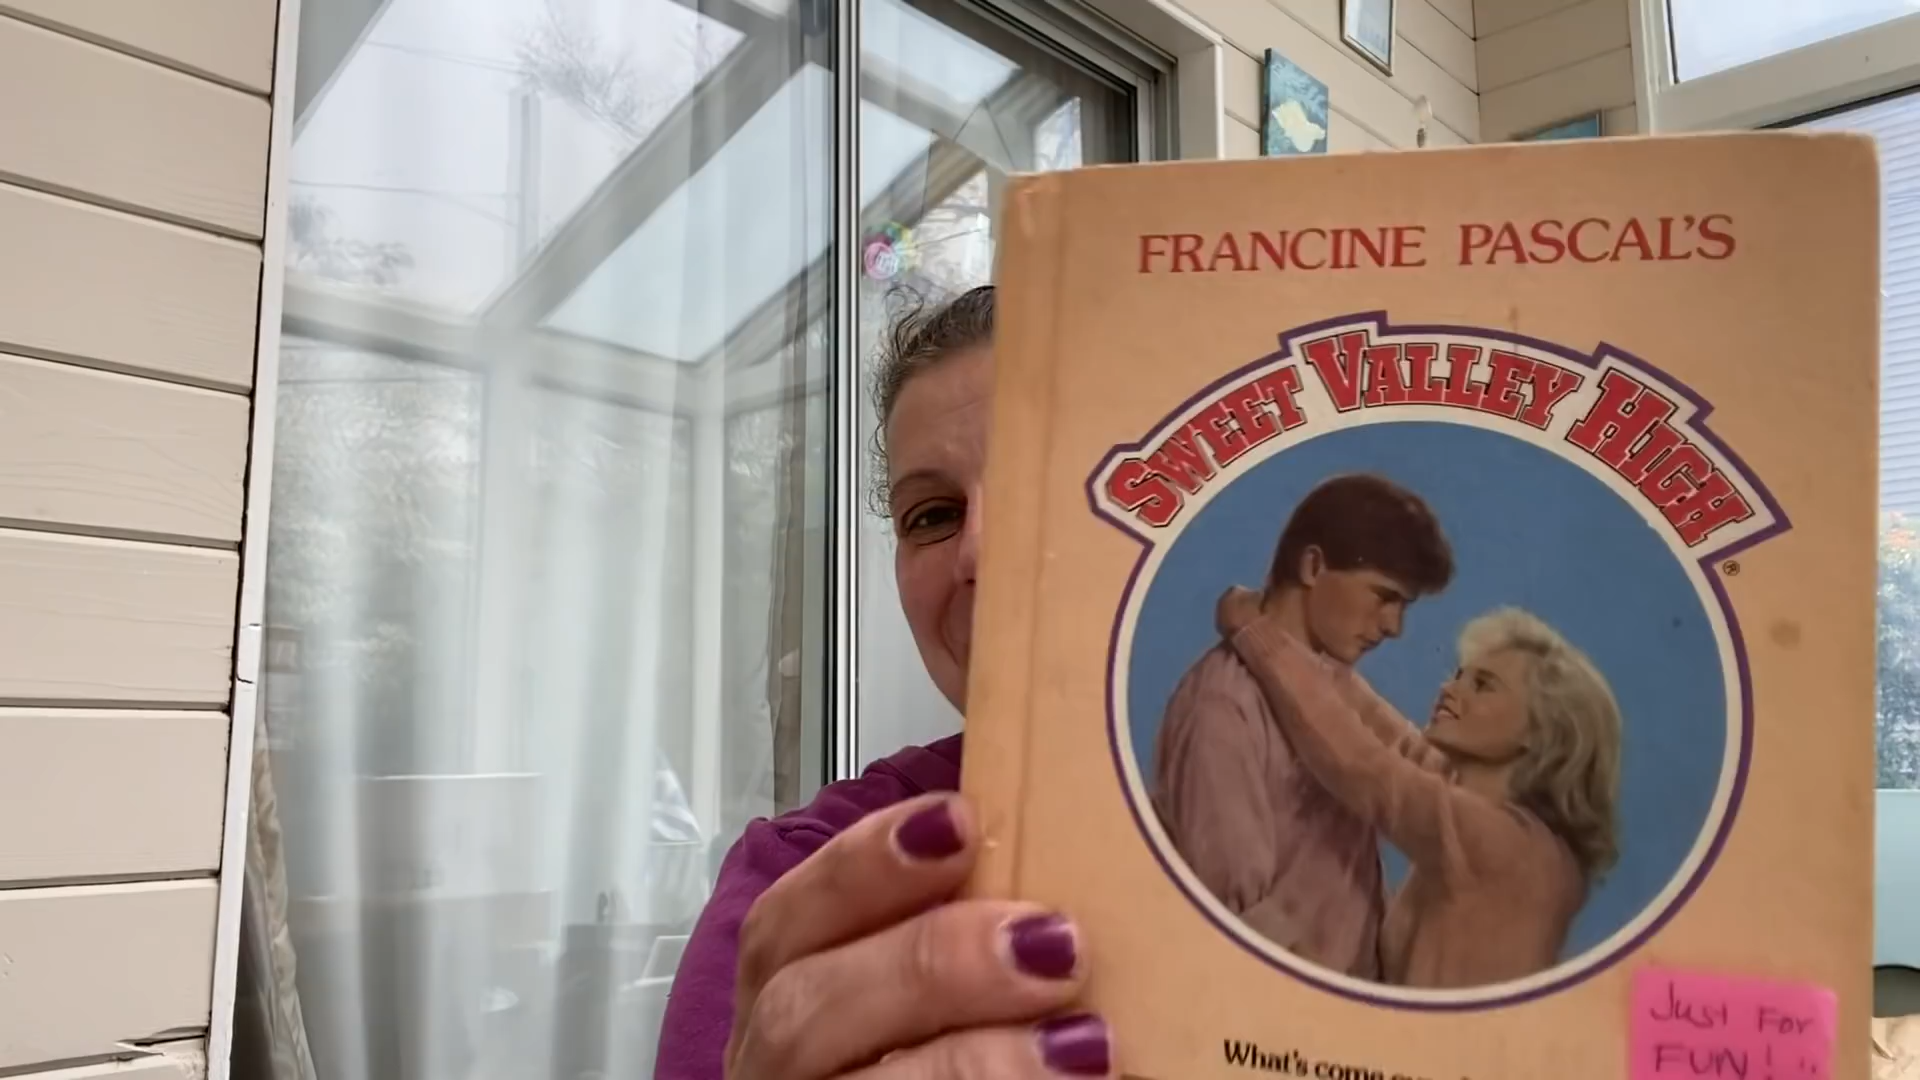 FRANCINE PASCAL'S
SWEET VALLEY HIGH
®
What's come
Just For
FUN!